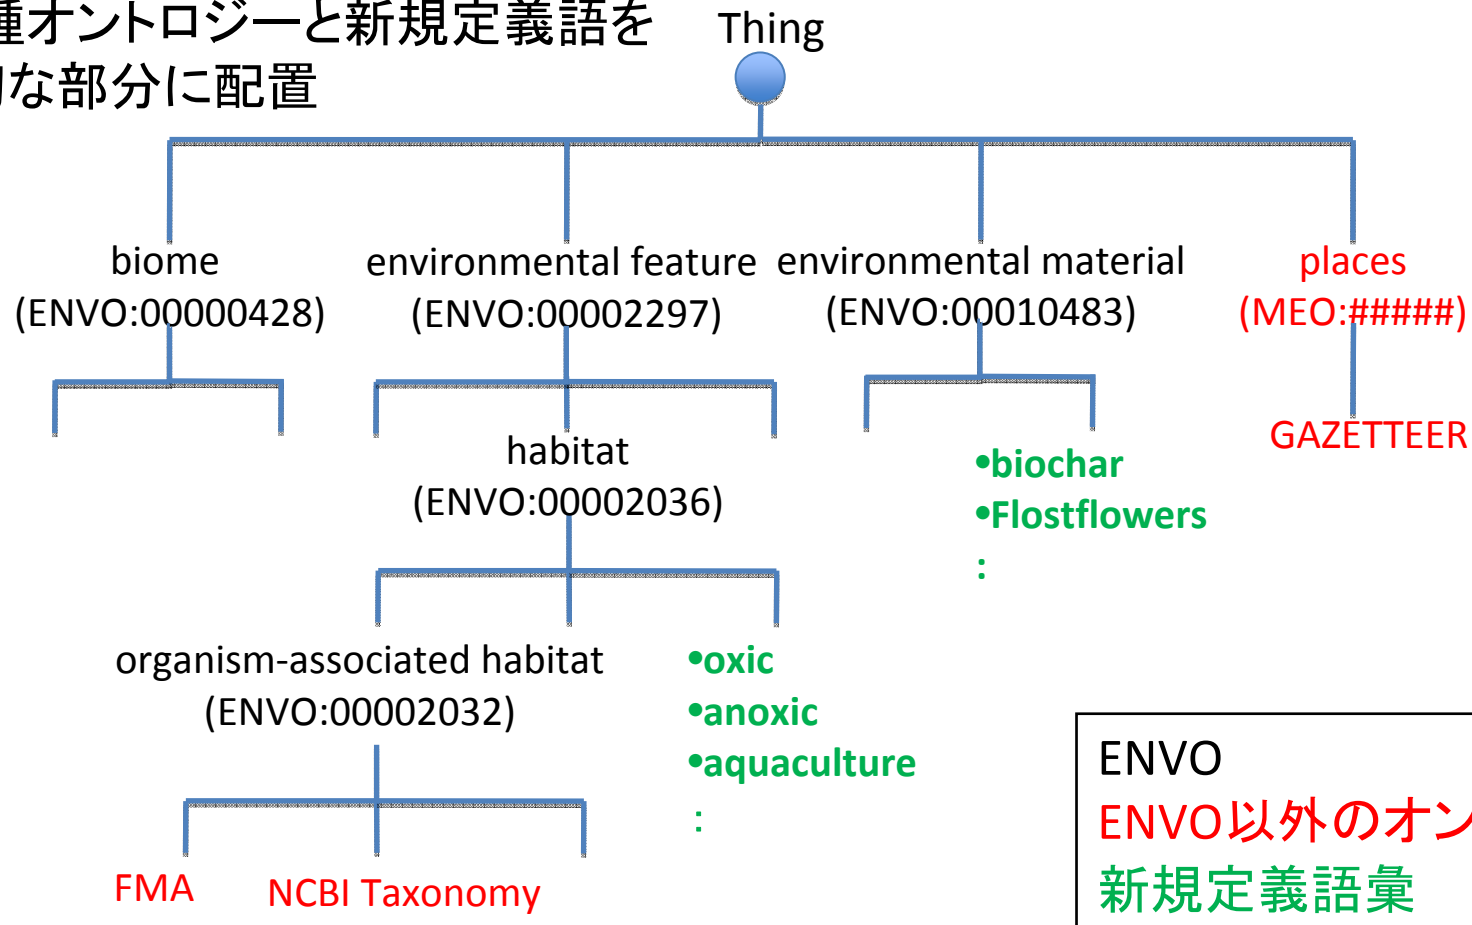 種オントロジーと新規定義語を
的な部分に配置
Thing
biome
(ENVO:00000428)
environmental feature
(ENVO:00002297)
environmental material
(ENVO:00010483)
places
(MEO:#####)
GAZETTEER
habitat
(ENVO:00002036)
•biochar
•Flostflowers
:
organism-associated habitat
(ENVO:00002032)
•oxic
•anoxic
•aquaculture
:
FMA
NCBI Taxonomy
ENVO
ENVO以外のオン
新規定義語彙